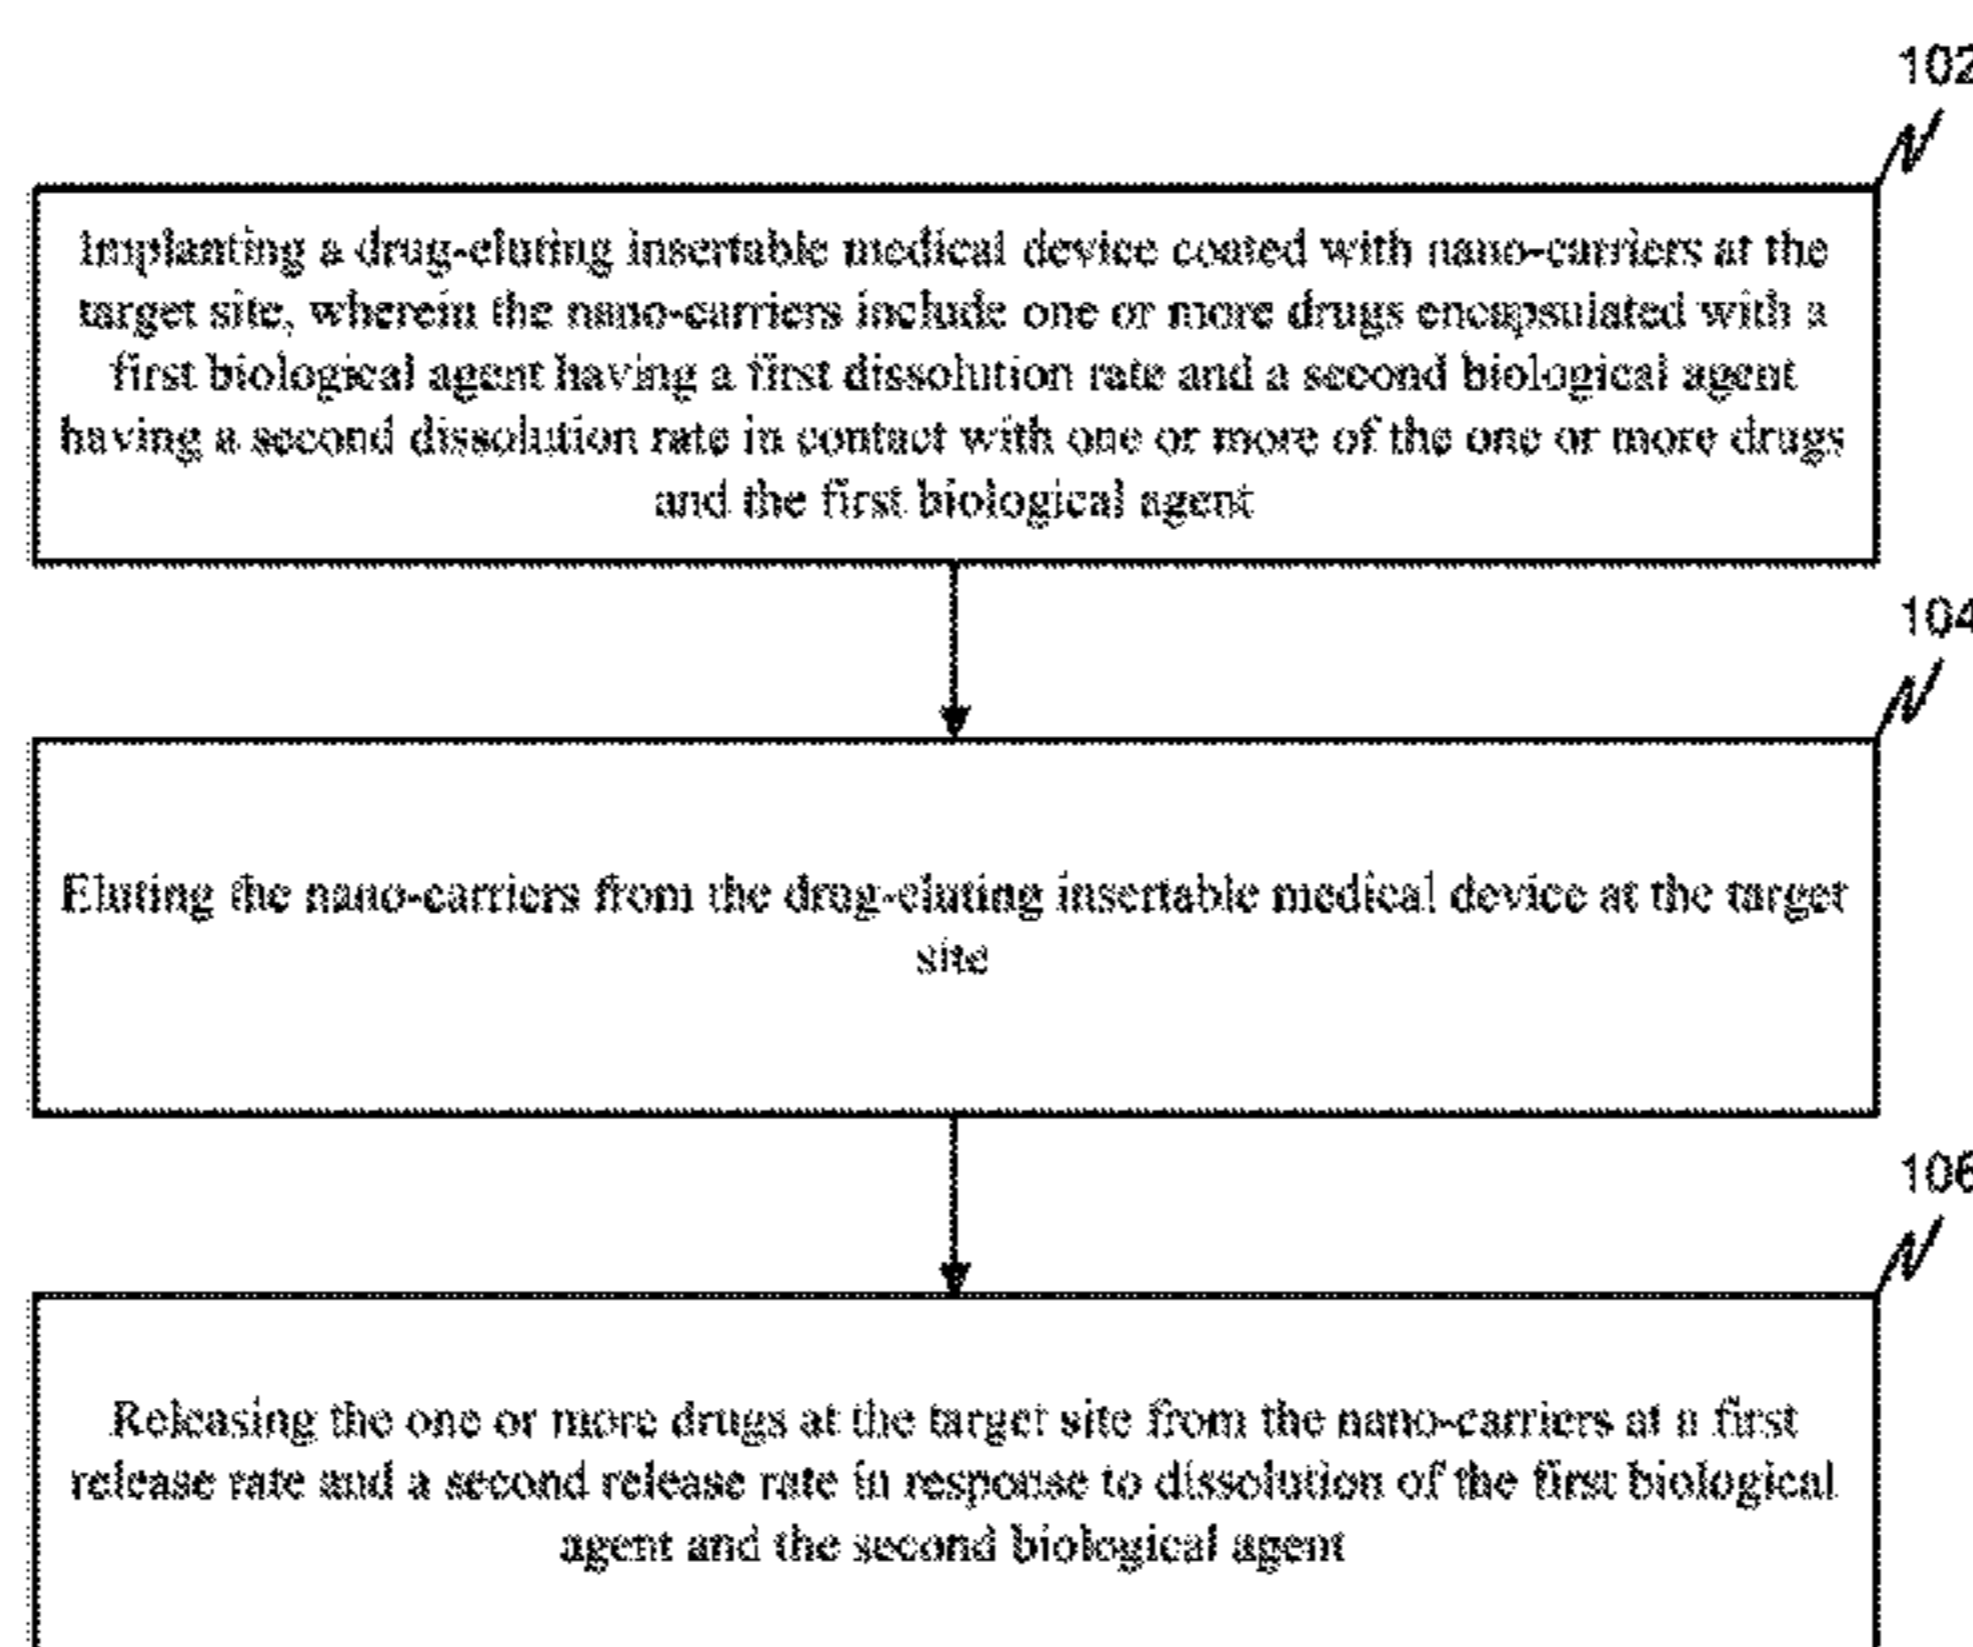 102
Implanting a drug-eluting insertable medical device coated with nano-carriers at the
target site, wherein the nano-carriers include one or more drugs encapsulated with a
first biological agent having a first dissolution rate and a second biological agent
having a second dissolution rate in contact with one or more of the one or more drugs
and the first biological agent
104
Eluting the nano-carriers from the drug-eluting insertable medical device at the target
site
106
Releasing the one or more drugs at the target site from the nano-carriers at a first
release rate and a second release rate in response to dissolution of the first biological
agent and the second biological agent